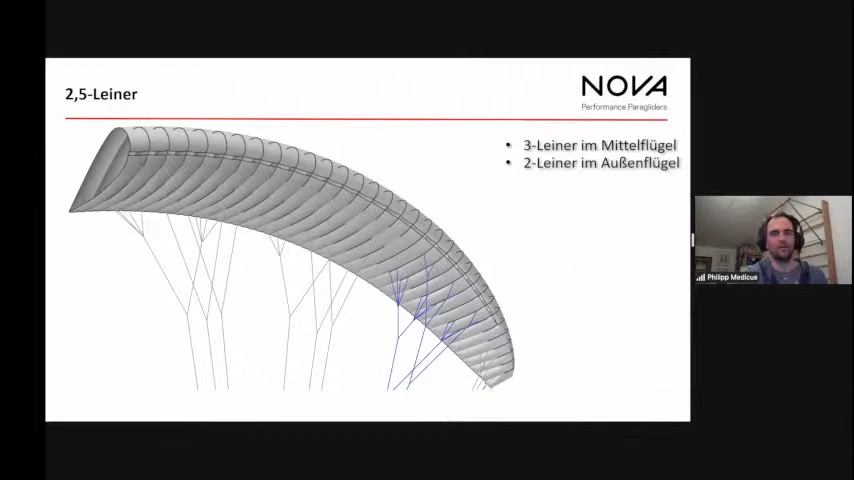 2,5-Leiner
NOVA
Performance Paragliders
• 3-Leiner im Mittelflügel
• 2-Leiner im Außenflügel
Philipp Medicus